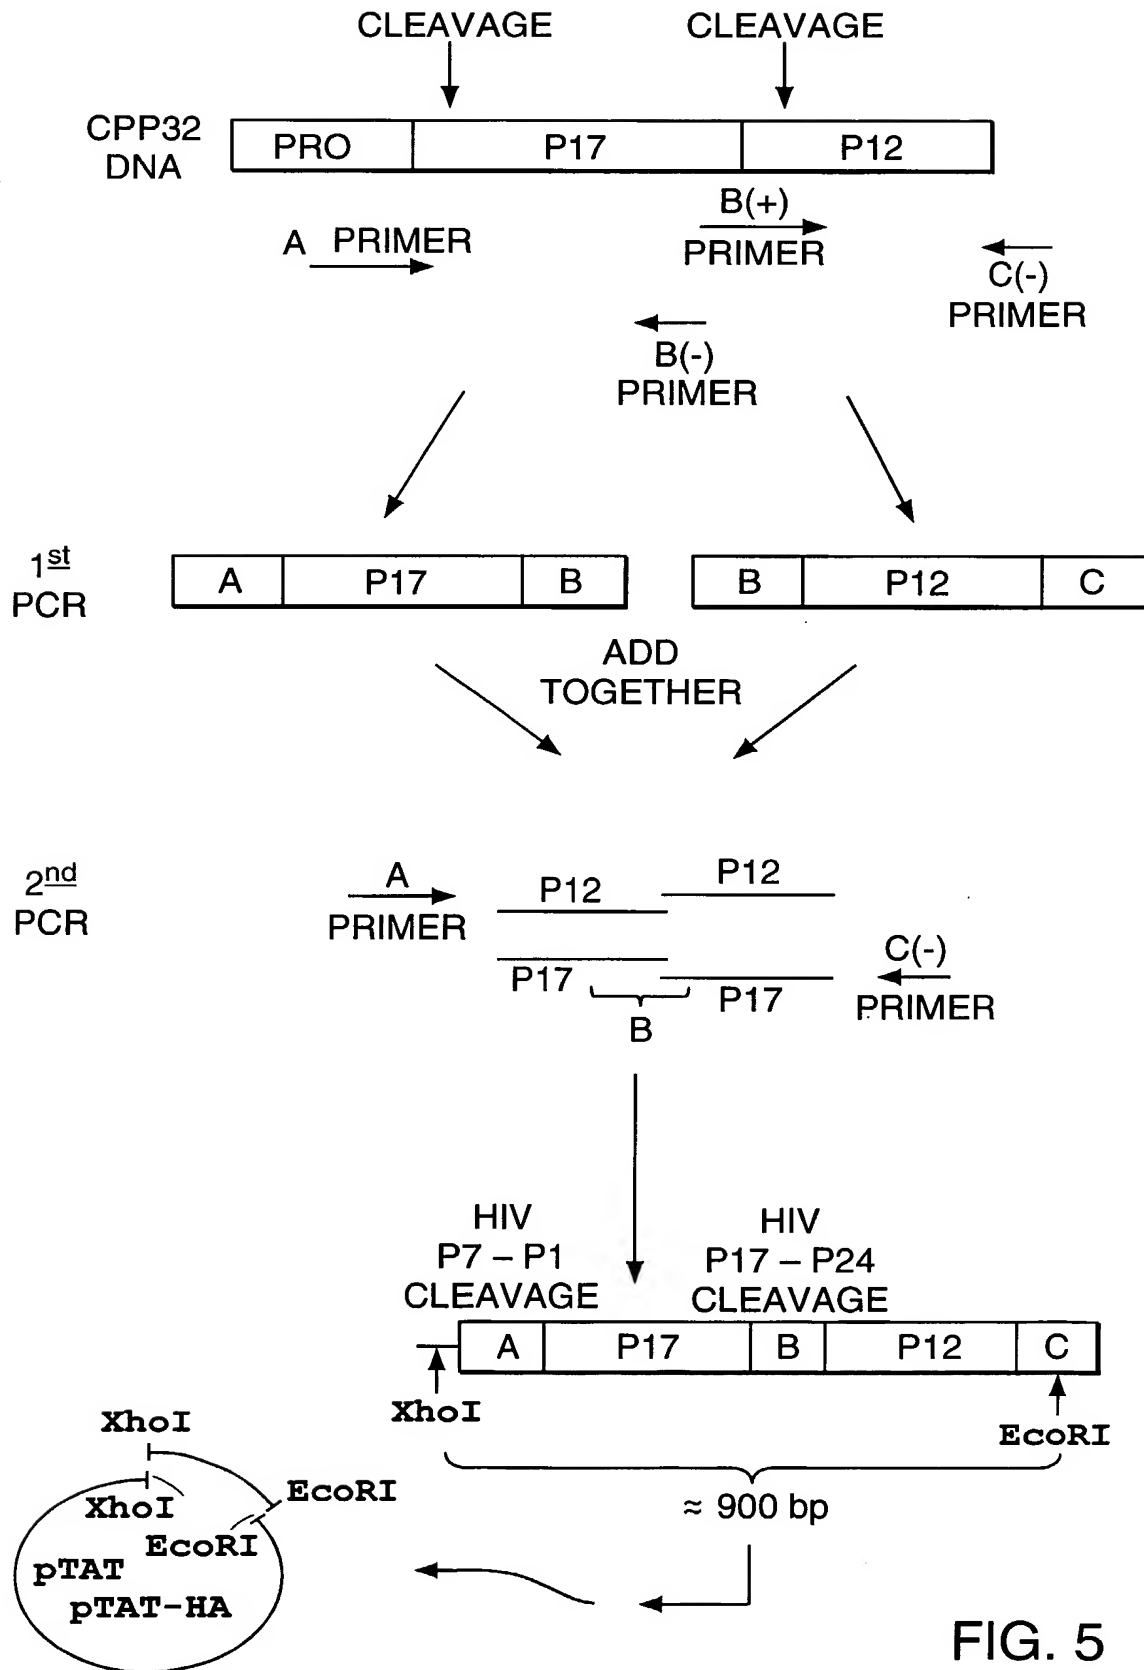 CLEAVAGE CLEAVAGE
CPP32
DNA
PRO P17 P12
A PRIMER
B(+)
PRIMER
C(-)
PRIMER
B(-)
PRIMER
1st
PCR
A P17 B B P12 C
ADD
TOGETHER
2nd
PCR
A
PRIMER
P12 P12
P17 P17
B
C(-)
PRIMER
HIV
P7 – P1
CLEAVAGE
HIV
P17 – P24
CLEAVAGE
A P17 B P12 C
XhoI
EcoRI
≈ 900 bp
XhoI
EcoRI
XhoI
EcoRI
pTAT
pTAT-HA
FIG. 5